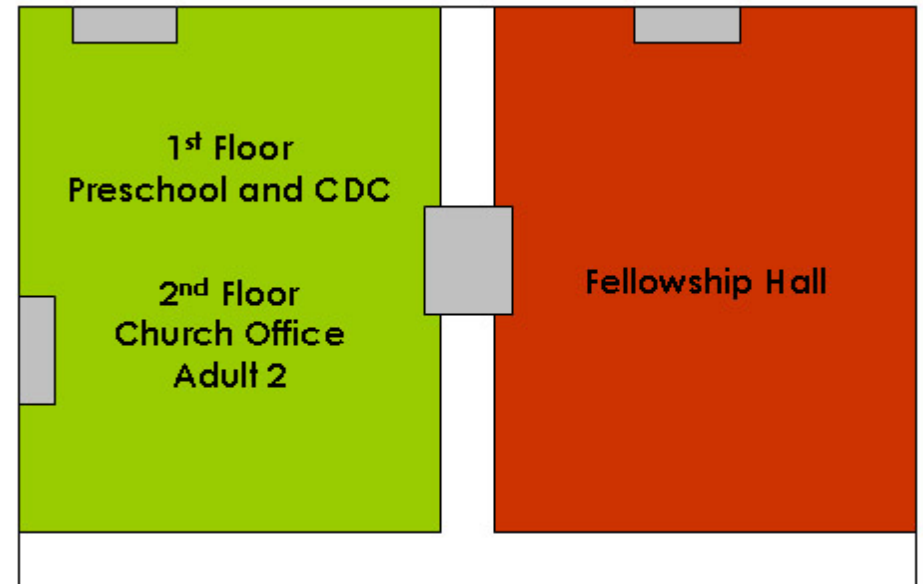 1st Floor
Preschool and CDC
2nd Floor
Church Office
Adult 2
Fellowship Hall